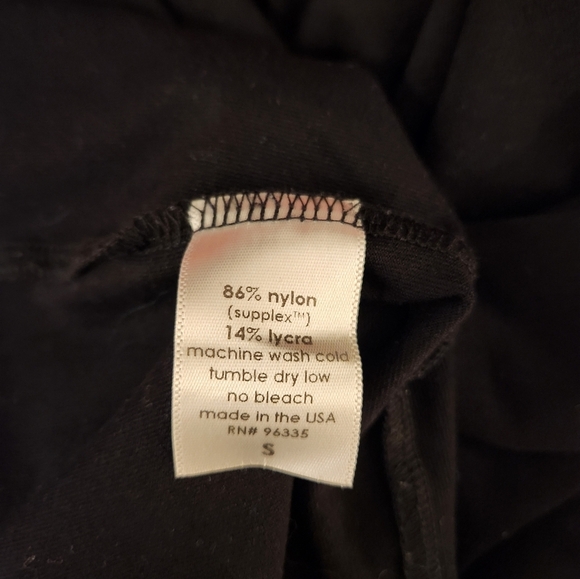 86% nylon
(supplex™)
14% lycra
machine wash cold
tumble dry low
no bleach
made in the USA
RN# 96335
S